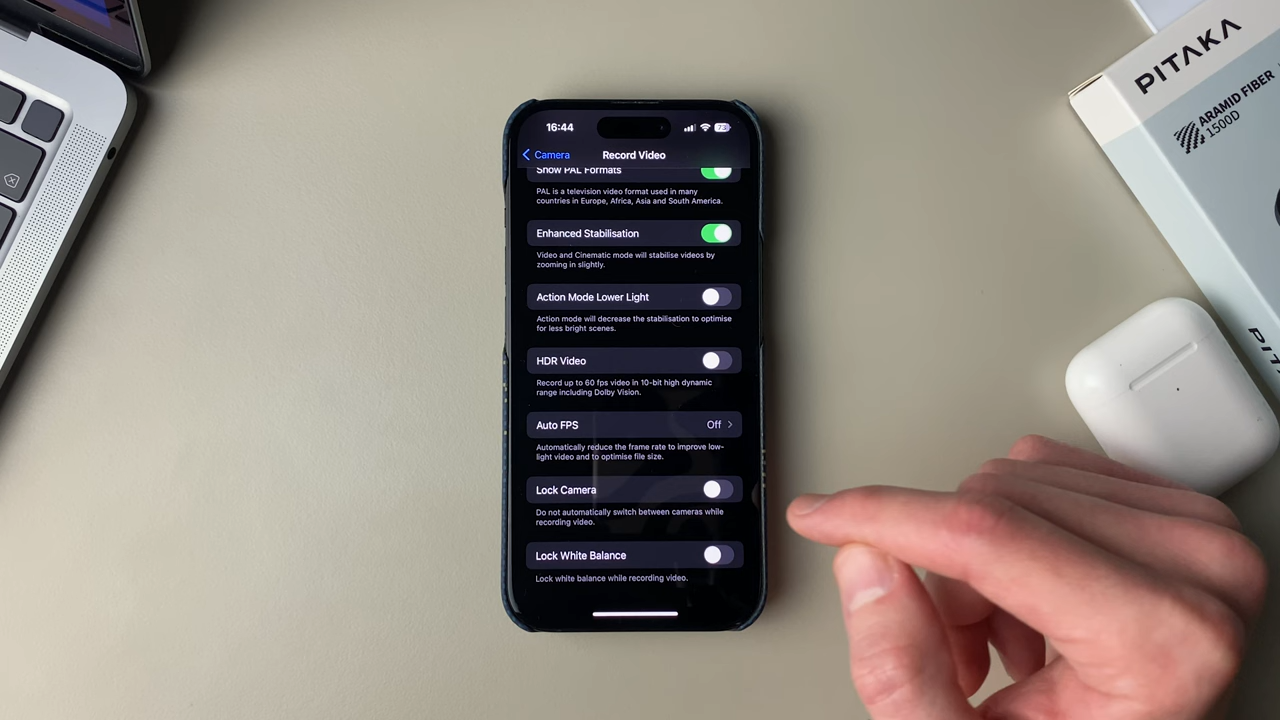 16:44
73
Camera
Record Video
Show PAL Formats
PAL is a television video format used in many
countries in Europe, Africa, Asia and South America.
Enhanced Stabilisation
Video and Cinematic mode will stabilise videos by
zooming in slightly.
Action Mode Lower Light
Action mode will decrease the stabilisation to optimise
for less bright scenes.
HDR Video
Record up to 60 fps video in 10-bit high dynamic
range including Dolby Vision.
Auto FPS
Off
Automatically reduce the frame rate to improve low-
light video and to optimise file size.
Lock Camera
Do not automatically switch between cameras while
recording video.
Lock White Balance
Lock white balance while recording video.
PITAKA
ARAMID FIBER
1500D